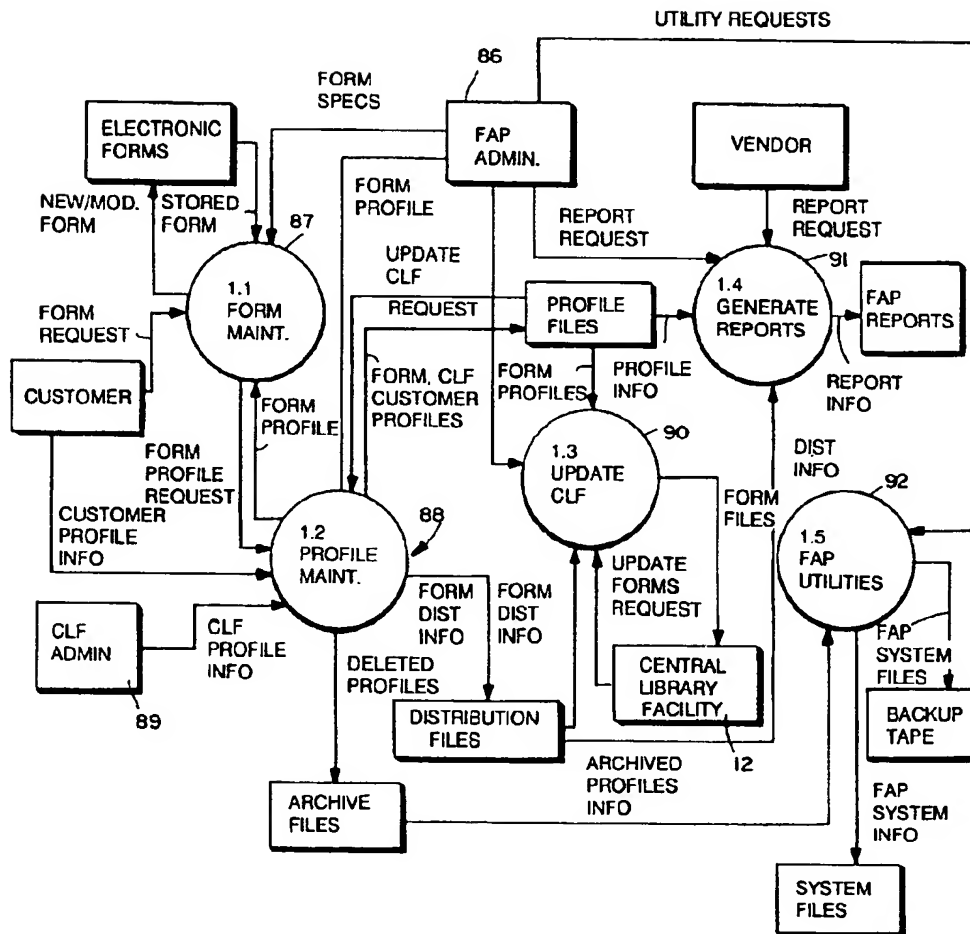 UTILITY REQUESTS
86
FORM
SPECS
ELECTRONIC
FORMS
FAP
ADMIN.
VENDOR
NEW/MOD.
FORM
STORED
FORM
87
FORM
PROFILE
REPORT
REQUEST
REPORT
REQUEST
91
1.1
FORM
MAINT.
UPDATE
CLF
REQUEST
PROFILE
FILES
1.4
GENERATE
REPORTS
FAP
REPORTS
FORM
REQUEST
CUSTOMER
FORM
PROFILE
FORM, CLF
CUSTOMER
PROFILES
FORM
PROFILES
PROFILE
INFO
REPORT
INFO
FORM
PROFILE
REQUEST
90
1.3
UPDATE
CLF
FORM
FILES
DIST
INFO
92
CUSTOMER
PROFILE
INFO
1.2
PROFILE
MAINT.
88
1.5
FAP
UTILITIES
CLF
ADMIN
89
CLF
PROFILE
INFO
FORM
DIST
INFO
FORM
DIST
INFO
UPDATE
FORMS
REQUEST
FAP
SYSTEM
FILES
DELETED
PROFILES
DISTRIBUTION
FILES
CENTRAL
LIBRARY
FACILITY
12
BACKUP
TAPE
ARCHIVE
FILES
ARCHIVED
PROFILES
INFO
FAP
SYSTEM
INFO
SYSTEM
FILES